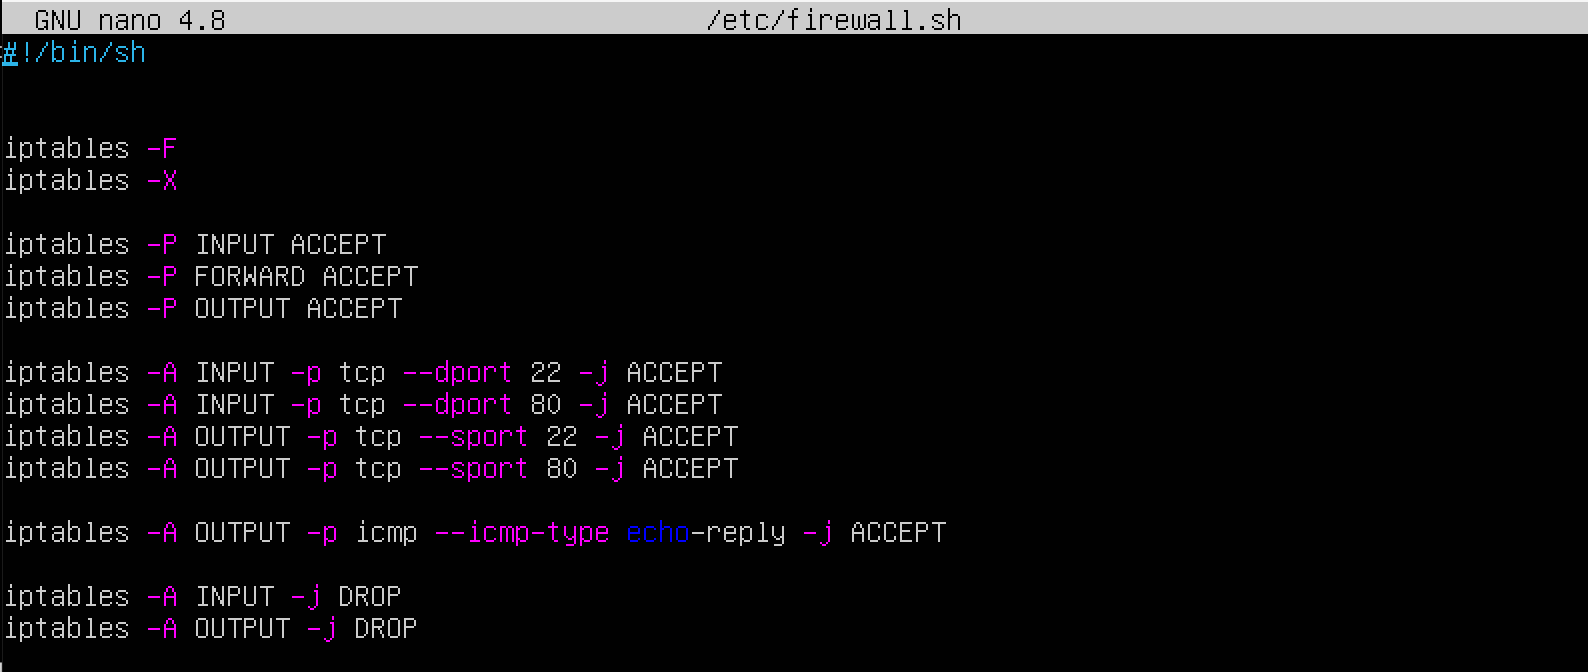 GNU nano 4.8 /etc/firewall.sh
#!/bin/sh
iptables -F
iptables -X
iptables -P INPUT ACCEPT
iptables -P FORWARD ACCEPT
iptables -P OUTPUT ACCEPT
iptables -A INPUT -p tcp --dport 22 -j ACCEPT
iptables -A INPUT -p tcp --dport 80 -j ACCEPT
iptables -A OUTPUT -p tcp --sport 22 -j ACCEPT
iptables -A OUTPUT -p tcp --sport 80 -j ACCEPT
iptables -A OUTPUT -p icmp --icmp-type echo-reply -j ACCEPT
iptables -A INPUT -j DROP
iptables -A OUTPUT -j DROP